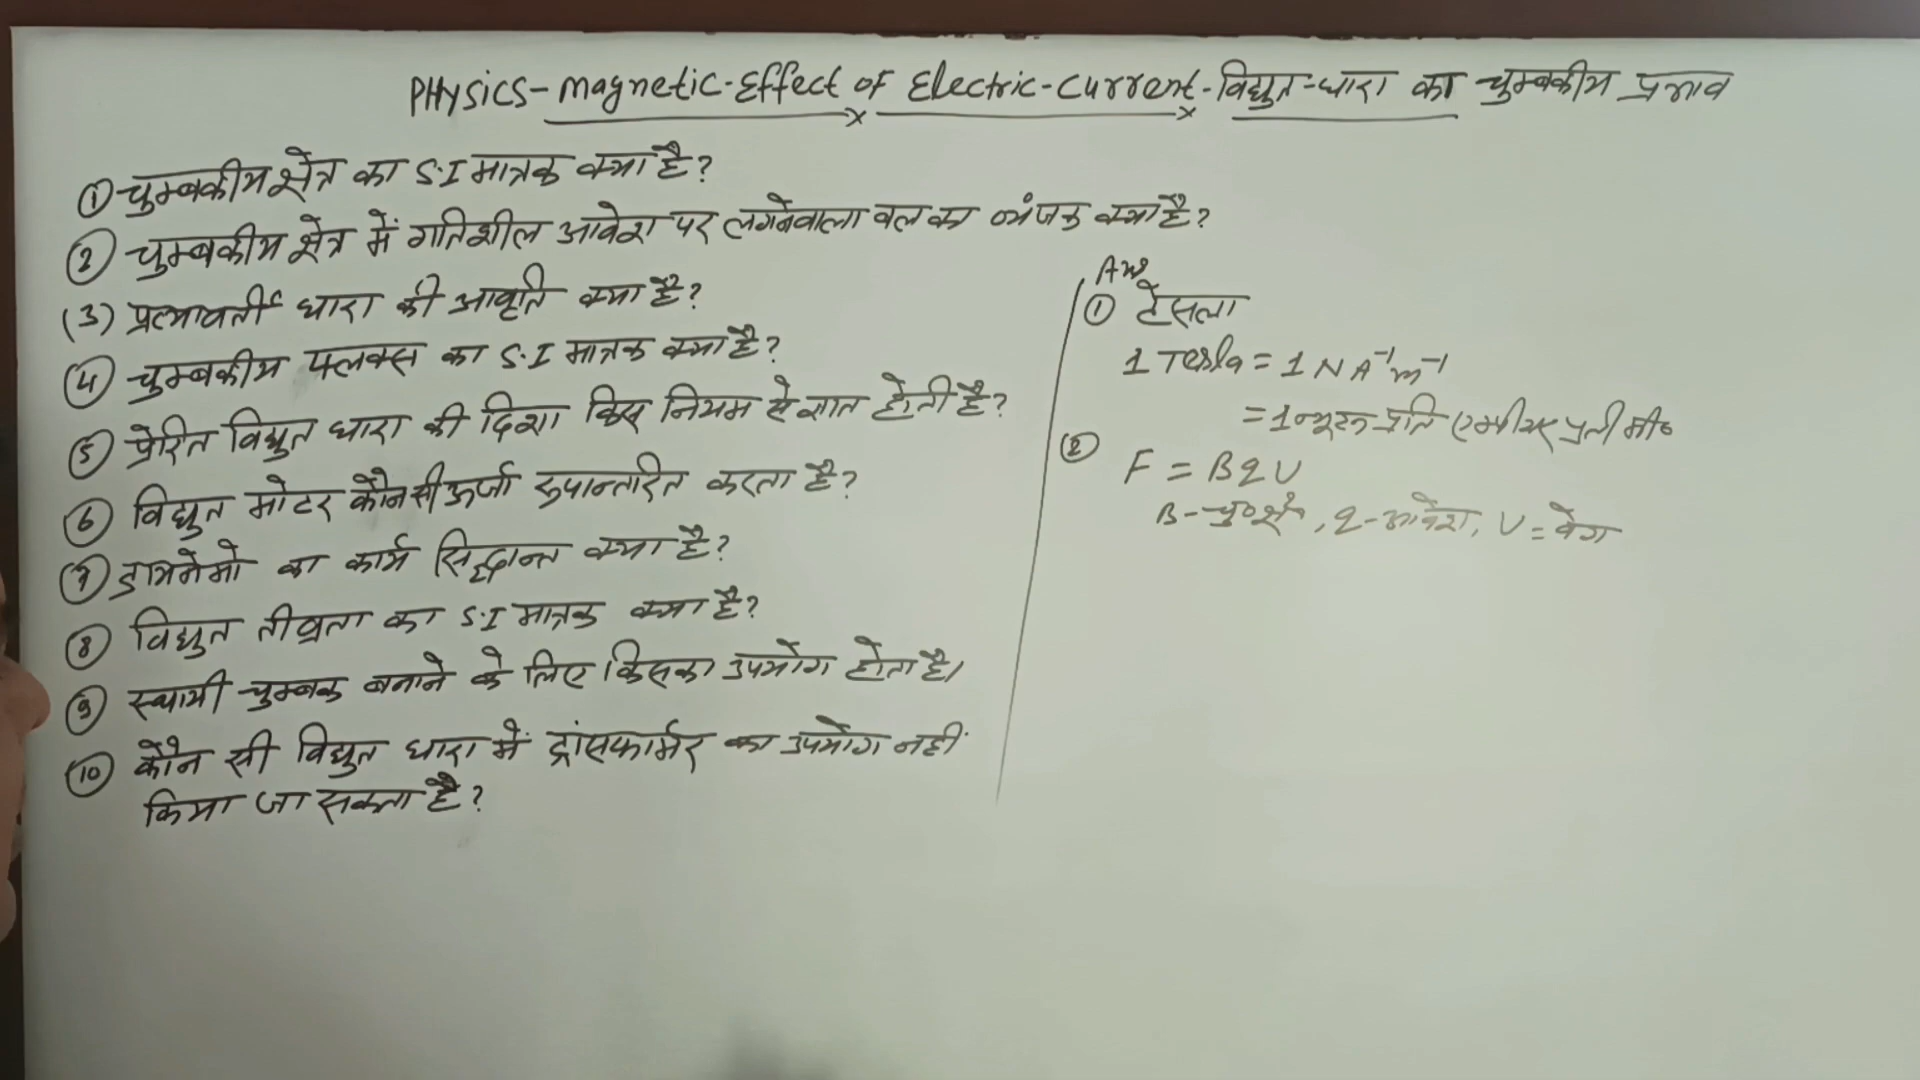 PHysics-magnetic-Effect of Electric-Current-विद्युत-धारा का चुम्बकीय प्रभाव
① चुम्बकीय क्षेत्र का S.I मात्रक क्या है?
② चुम्बकीय क्षेत्र में गतिशील आवेश पर लगनेवाला बल का व्यंजक क्या है?
(3) प्रत्यावर्ती धारा की आवृति क्या है?
④ चुम्बकीय फ्लक्स का S.I मात्रक क्या है?
⑤ प्रेरित विद्युत धारा की दिशा किस नियम से ज्ञात होती है?
⑥ विद्युत मोटर कौन सी ऊर्जा रुपान्तरित करता है?
⑦ डायनेमो का कार्य सिद्धान्त क्या है?
⑧ विद्युत तीव्रता का S.I मात्रक क्या है?
⑨ स्थायी चुम्बक बनाने के लिए किसका उपयोग होता है।
⑩ कौन सी विद्युत धारा में ट्रांसफार्मर का उपयोग नहीं
किया जा सकता है?
Ans
① टेसला
1 Tesla = 1 N A⁻¹ m⁻¹
= 1 न्यूटन प्रति एम्पीयर प्रती मी०
② F = BqV
B - चु० क्षे०, q - आवेश, V = वेग